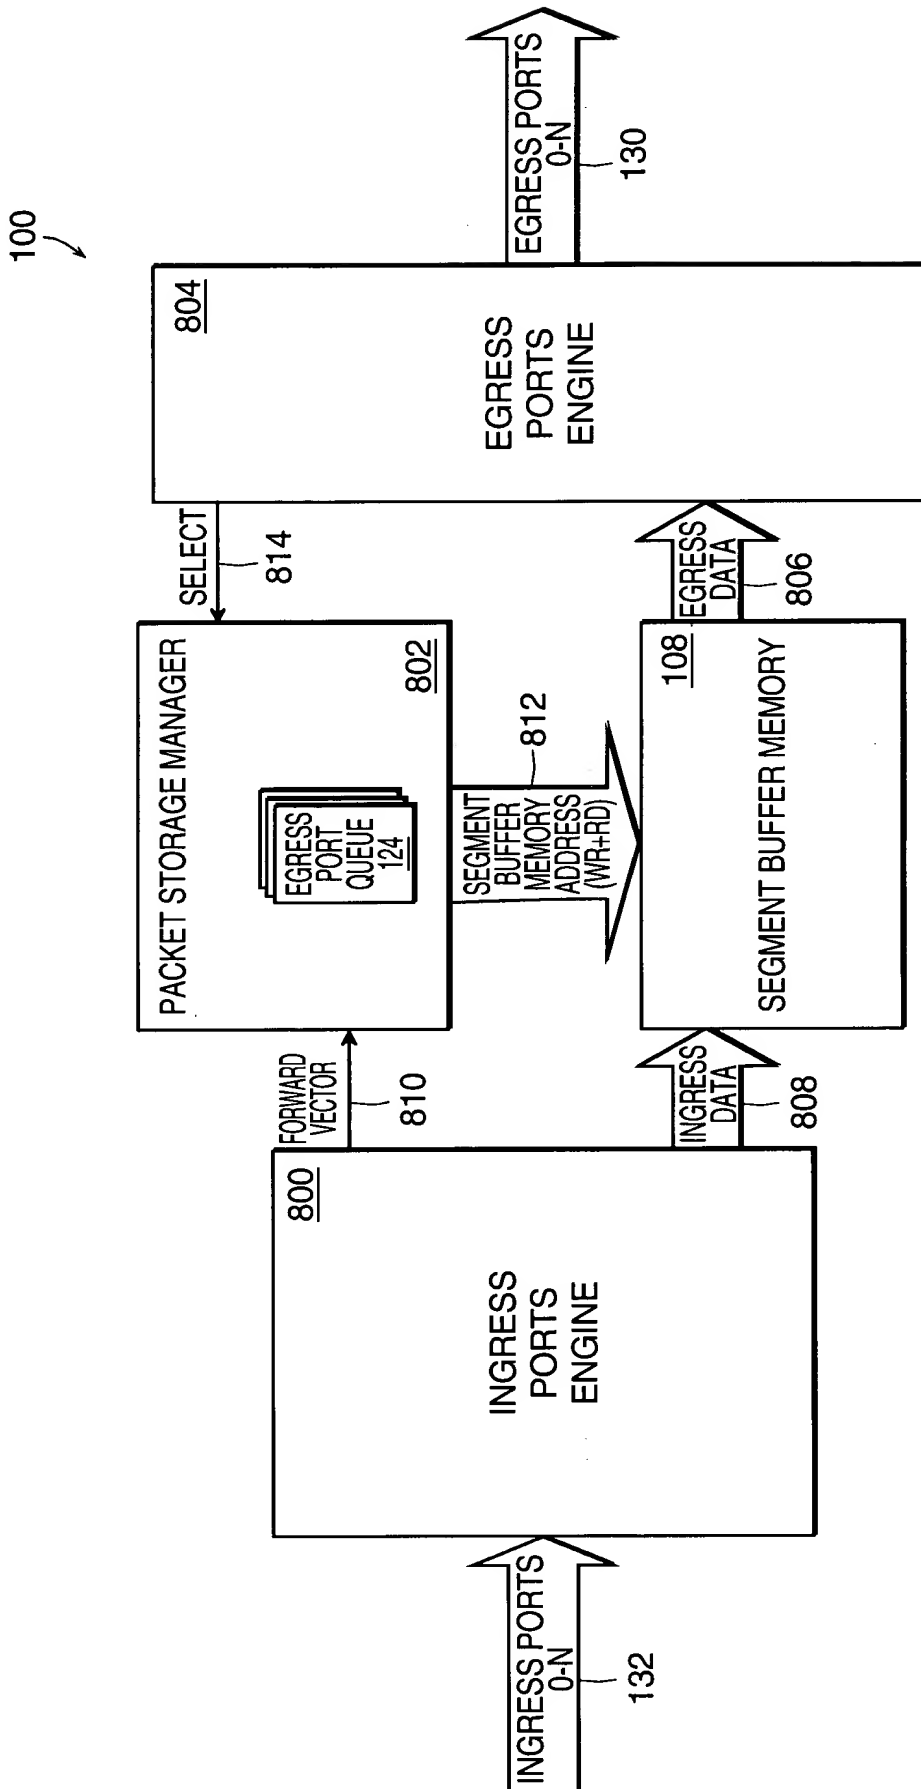 100
PACKET STORAGE MANAGER
802
EGRESS
PORT
QUEUE
124
SELECT
814
804
EGRESS
PORTS
ENGINE
EGRESS PORTS
0-N
130
FORWARD
VECTOR
810
SEGMENT
BUFFER
MEMORY
ADDRESS
(WR+RD)
812
INGRESS PORTS
0-N
132
800
INGRESS
PORTS
ENGINE
INGRESS
DATA
808
108
SEGMENT BUFFER MEMORY
EGRESS
DATA
806